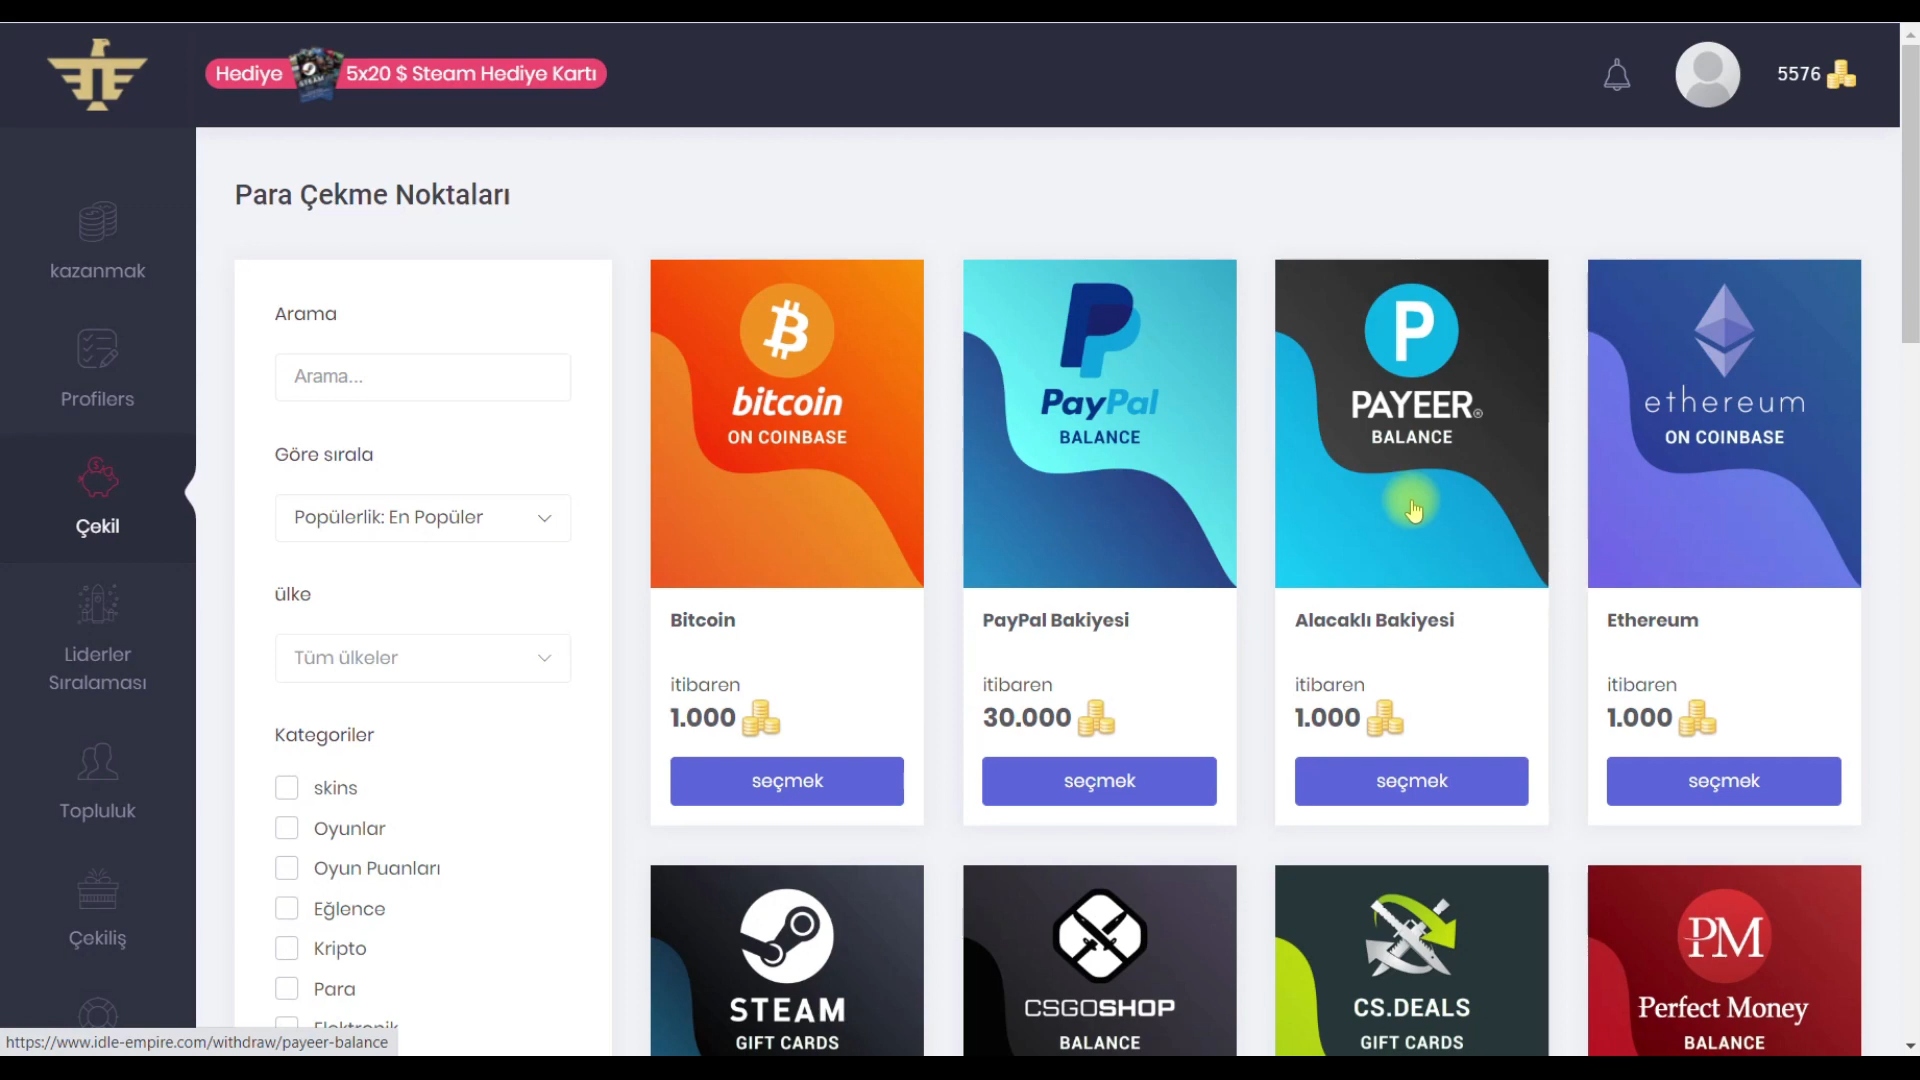 Hediye 5x20 $ Steam Hediye Kartı
5576
Para Çekme Noktaları
kazanmak
Profilers
Çekil
Liderler
Sıralaması
Topluluk
Çekiliş
Arama
Arama...
Göre sırala
Popülerlik: En Popüler
ülke
Tüm ülkeler
Kategoriler
skins
Oyunlar
Oyun Puanları
Eğlence
Kripto
Para
Elektronik
bitcoin
ON COINBASE
Bitcoin
itibaren
1.000
seçmek
PayPal
BALANCE
PayPal Bakiyesi
itibaren
30.000
seçmek
P
PAYEER®
BALANCE
Alacaklı Bakiyesi
itibaren
1.000
seçmek
ethereum
ON COINBASE
Ethereum
itibaren
1.000
seçmek
STEAM
GIFT CARDS
CSGOSHOP
BALANCE
CS.DEALS
GIFT CARDS
PM
Perfect Money
BALANCE
https://www.idle-empire.com/withdraw/payeer-balance